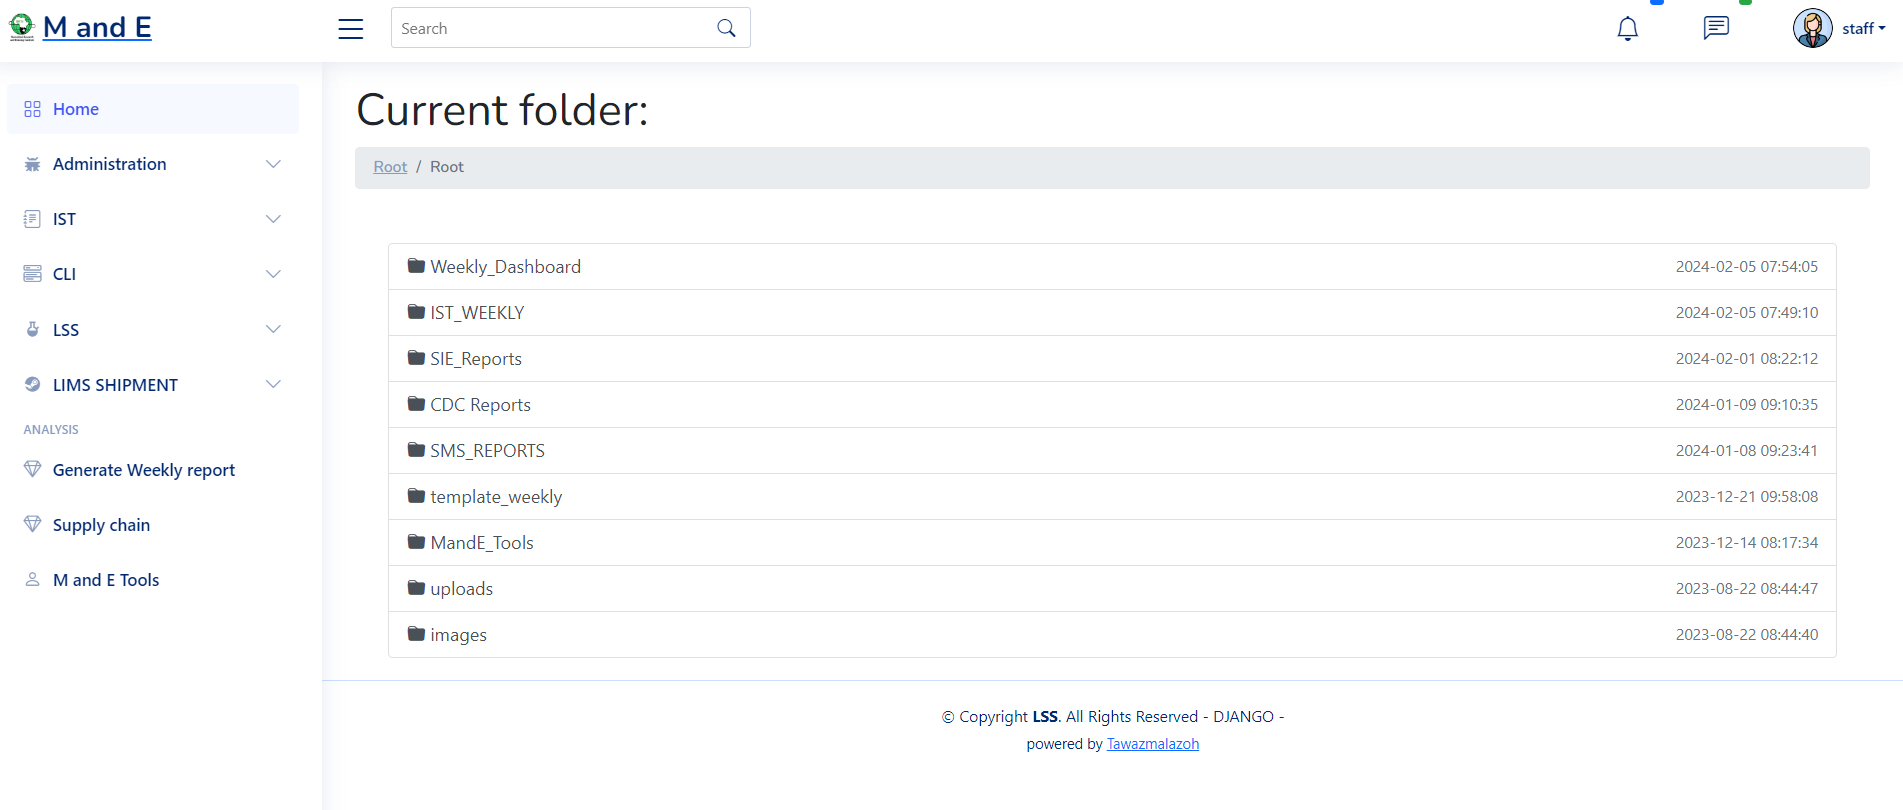 M and E
Search
staff
Home
Administration
IST
CLI
LSS
LIMS SHIPMENT
ANALYSIS
Generate Weekly report
Supply chain
M and E Tools
Current folder:
Root / Root
Weekly_Dashboard 2024-02-05 07:54:05
IST_WEEKLY 2024-02-05 07:49:10
SIE_Reports 2024-02-01 08:22:12
CDC Reports 2024-01-09 09:10:35
SMS_REPORTS 2024-01-08 09:23:41
template_weekly 2023-12-21 09:58:08
MandE_Tools 2023-12-14 08:17:34
uploads 2023-08-22 08:44:47
images 2023-08-22 08:44:40
© Copyright LSS. All Rights Reserved - DJANGO -
powered by Tawazmalazoh